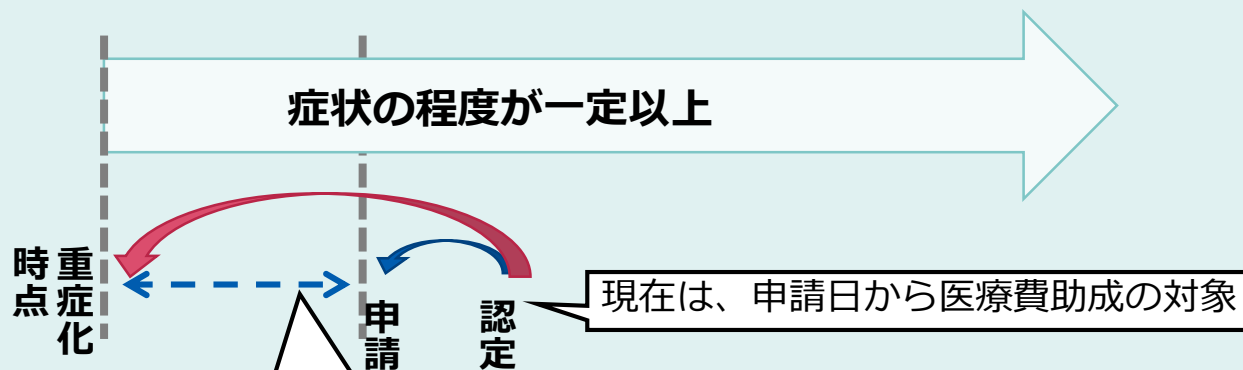 症状の程度が一定以上
重症化
時点
申請
認定
現在は、申請日から医療費助成の対象